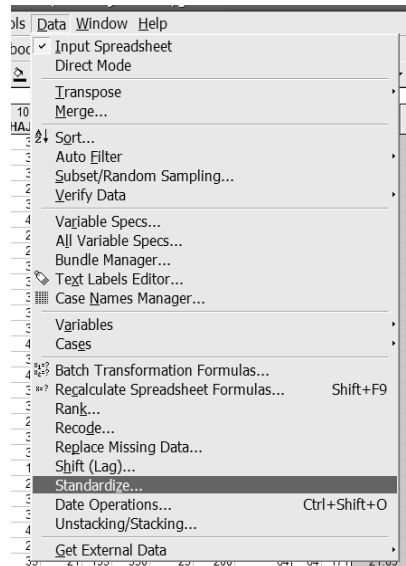 ols Data Window Help
Input Spreadsheet
Direct Mode
Transpose
Merge...
Sort...
Auto Filter
Subset/Random Sampling...
Verify Data
Variable Specs...
All Variable Specs...
Bundle Manager...
Text Labels Editor...
Case Names Manager...
Variables
Cases
Batch Transformation Formulas...
Recalculate Spreadsheet Formulas... Shift+F9
Rank...
Recode...
Replace Missing Data...
Shift (Lag)...
Standardize...
Date Operations... Ctrl+Shift+O
Unstacking/Stacking...
Get External Data